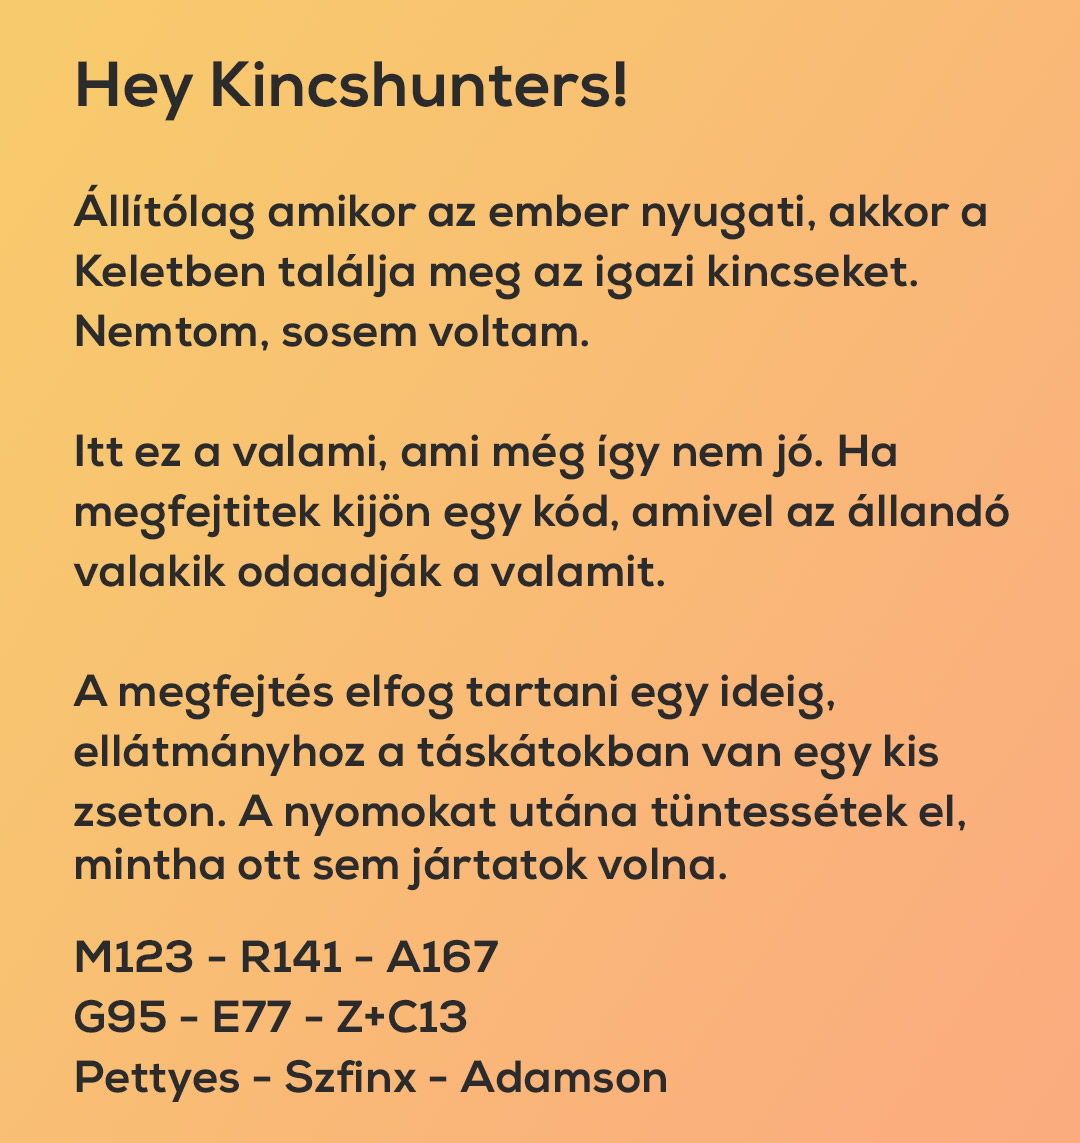 Hey Kincshunters!
Állítólag amikor az ember nyugati, akkor a
Keletben találja meg az igazi kincseket.
Nemtom, sosem voltam.
Itt ez a valami, ami még így nem jó. Ha
megfejtitek kijön egy kód, amivel az állandó
valakik odaadják a valamit.
A megfejtés elfog tartani egy ideig,
ellátmányhoz a táskátokban van egy kis
zseton. A nyomokat utána tüntessétek el,
mintha ott sem jártatok volna.
M123 - R141 - A167
G95 - E77 - Z+C13
Pettyes - Szfinx - Adamson